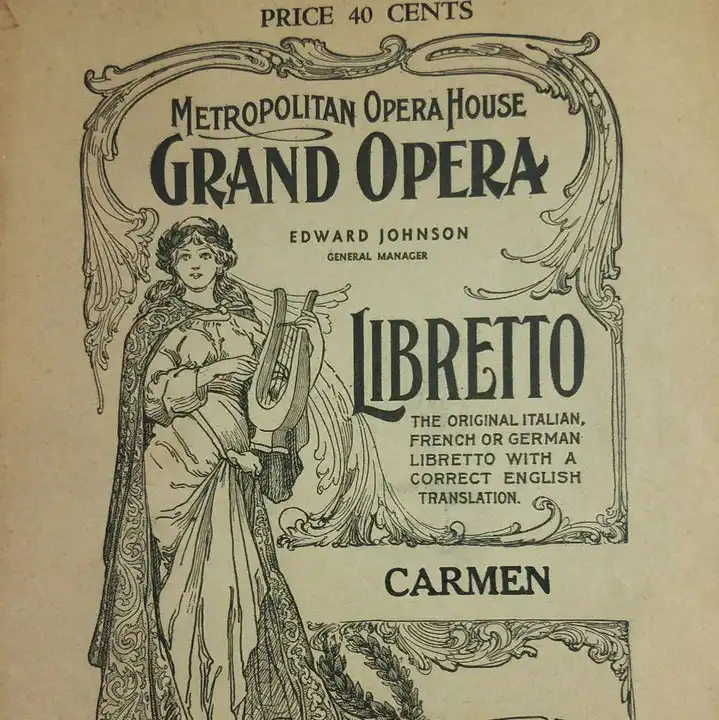 PRICE 40 CENTS
METROPOLITAN OPERA HOUSE
GRAND OPERA
EDWARD JOHNSON
GENERAL MANAGER
LIBRETTO
THE ORIGINAL ITALIAN,
FRENCH OR GERMAN
LIBRETTO WITH A
CORRECT ENGLISH
TRANSLATION.
CARMEN